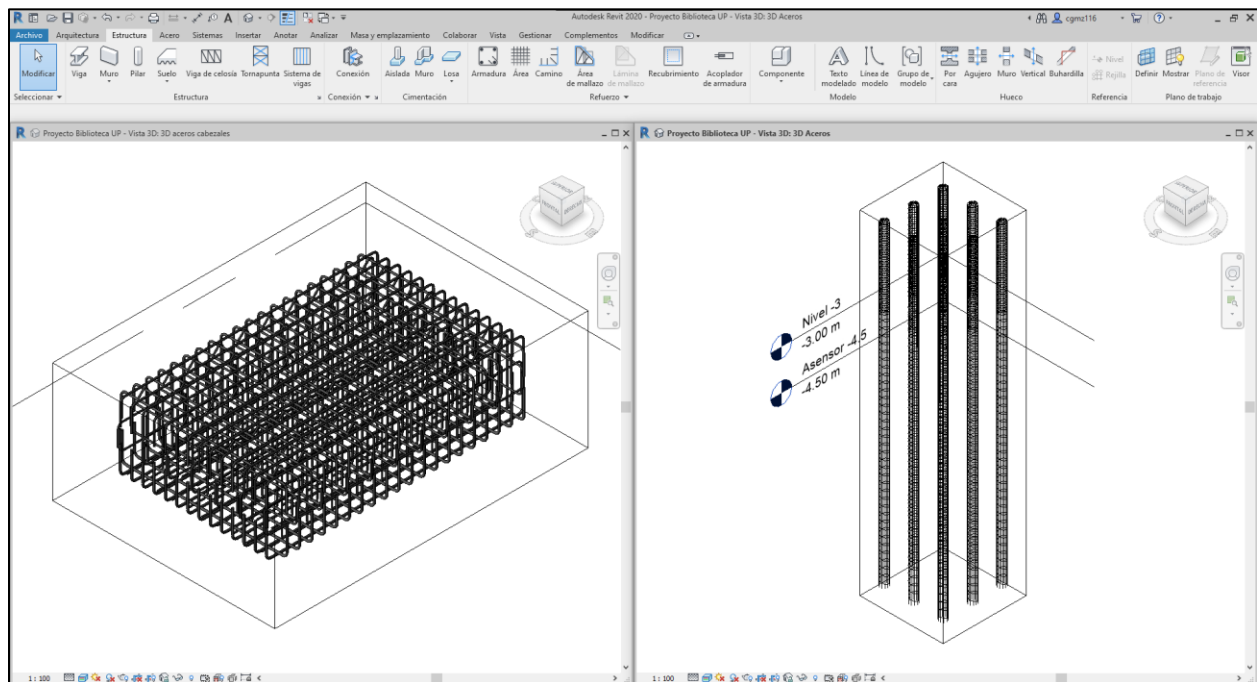 Autodesk Revit 2020 - Proyecto Biblioteca UP - Vista 3D: 3D Aceros
cgmz116
Archivo Arquitectura Estructura Acero Sistemas Insertar Anotar Analizar Masa y emplazamiento Colaborar Vista Gestionar Complementos Modificar
Modificar Viga Muro Pilar Suelo Viga de celosía Tornapunta Sistema de vigas Conexión Aislada Muro Losa Armadura Área Camino Área de mallazo Lámina de mallazo Recubrimiento Acoplador de armadura Componente Texto modelado Línea de modelo Grupo de modelo Por cara Agujero Muro Vertical Buhardilla Nivel Rejilla Definir Mostrar Plano de referencia Visor
Seleccionar Estructura Conexión Cimentación Refuerzo Modelo Hueco Referencia Plano de trabajo
Proyecto Biblioteca UP - Vista 3D: 3D aceros cabezales
Proyecto Biblioteca UP - Vista 3D: 3D Aceros
Nivel -3
-3.00 m
Asensor -4.5
-4.50 m
1 : 100
1 : 100